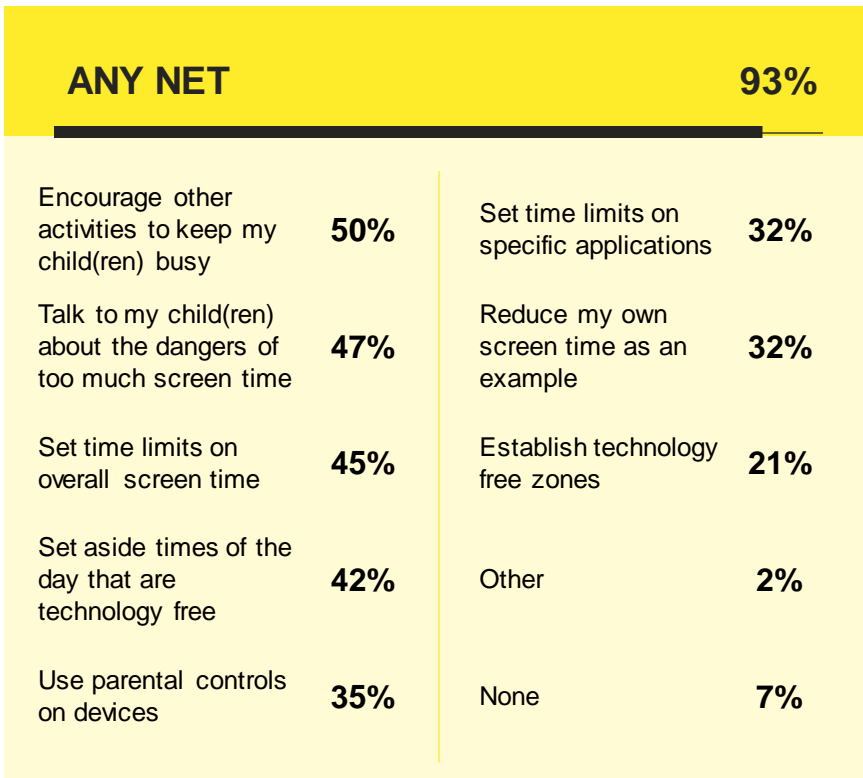 ANY NET 93%
Encourage other
activities to keep my
child(ren) busy
50%
Talk to my child(ren)
about the dangers of
too much screen time
47%
Set time limits on
overall screen time
45%
Set aside times of the
day that are
technology free
42%
Use parental controls
on devices
35%
Set time limits on
specific applications
32%
Reduce my own
screen time as an
example
32%
Establish technology
free zones
21%
Other
2%
None
7%